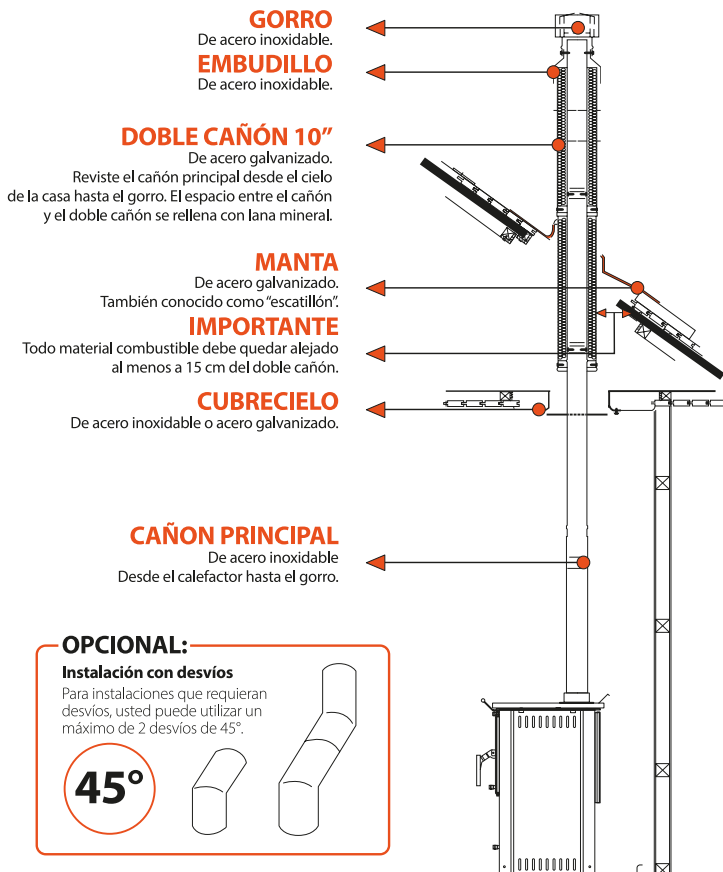 GORRO
De acero inoxidable.
EMBUDILLO
De acero inoxidable.
DOBLE CAÑÓN 10”
De acero galvanizado.
Reviste el cañón principal desde el cielo
de la casa hasta el gorro. El espacio entre el cañón
y el doble cañón se rellena con lana mineral.
MANTA
De acero galvanizado.
También conocido como “escatillón”.
IMPORTANTE
Todo material combustible debe quedar alejado
al menos a 15 cm del doble cañón.
CUBRECIELO
De acero inoxidable o acero galvanizado.
CAÑON PRINCIPAL
De acero inoxidable
Desde el calefactor hasta el gorro.
OPCIONAL:
Instalación con desvíos
Para instalaciones que requieran
desvíos, usted puede utilizar un
máximo de 2 desvíos de 45°.
45°